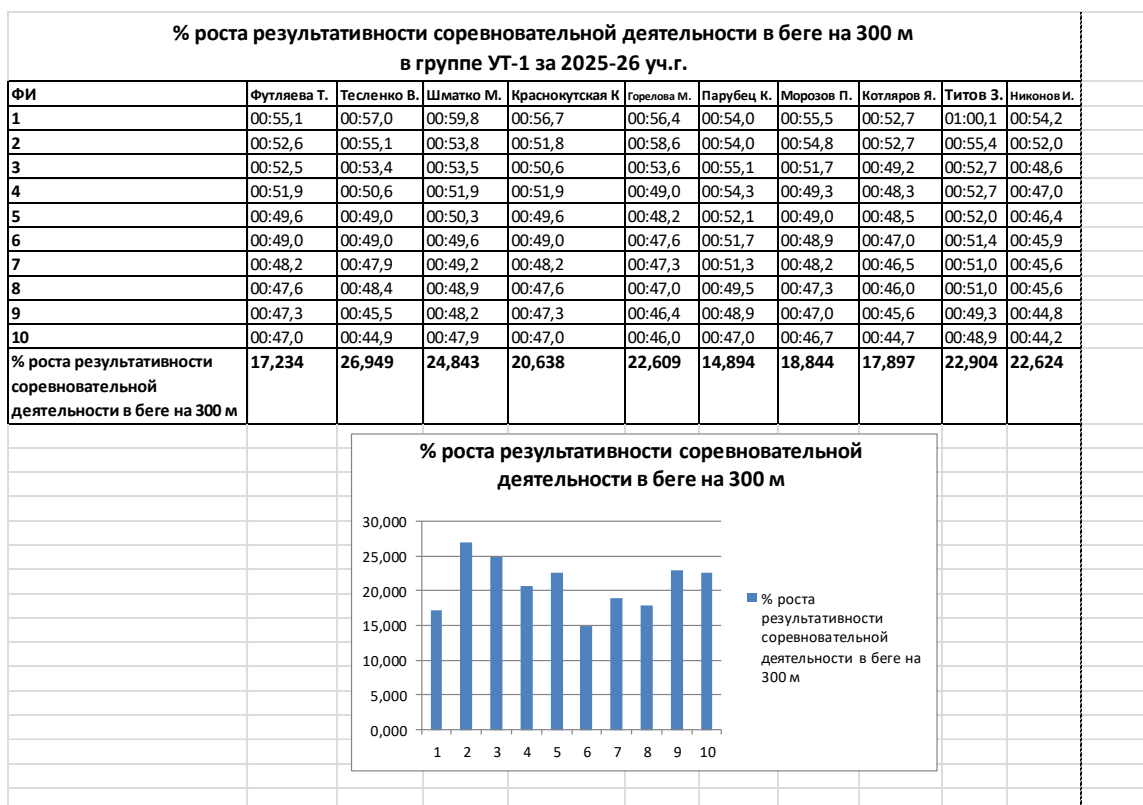 % роста результативности соревновательной деятельности в беге на 300 м
в группе УТ-1 за 2025-26 уч.г.
ФИ Футляева Т. Тесленко В. Шматко М. Краснокутская К Горелова М. Парубец К. Морозов П. Котляров Я. Титов З. Никонов И.
1 00:55,1 00:57,0 00:59,8 00:56,7 00:56,4 00:54,0 00:55,5 00:52,7 01:00,1 00:54,2
2 00:52,6 00:55,1 00:53,8 00:51,8 00:58,6 00:54,0 00:54,8 00:52,7 00:55,4 00:52,0
3 00:52,5 00:53,4 00:53,5 00:50,6 00:53,6 00:55,1 00:51,7 00:49,2 00:52,7 00:48,6
4 00:51,9 00:50,6 00:51,9 00:51,9 00:49,0 00:54,3 00:49,3 00:48,3 00:52,7 00:47,0
5 00:49,6 00:49,0 00:50,3 00:49,6 00:48,2 00:52,1 00:49,0 00:48,5 00:52,0 00:46,4
6 00:49,0 00:49,0 00:49,6 00:49,0 00:47,6 00:51,7 00:48,9 00:47,0 00:51,4 00:45,9
7 00:48,2 00:47,9 00:49,2 00:48,2 00:47,3 00:51,3 00:48,2 00:46,5 00:51,0 00:45,6
8 00:47,6 00:48,4 00:48,9 00:47,6 00:47,0 00:49,5 00:47,3 00:46,0 00:51,0 00:45,6
9 00:47,3 00:45,5 00:48,2 00:47,3 00:46,4 00:48,9 00:47,0 00:45,6 00:49,3 00:44,8
10 00:47,0 00:44,9 00:47,9 00:47,0 00:46,0 00:47,0 00:46,7 00:44,7 00:48,9 00:44,2
% роста результативности 17,234 26,949 24,843 20,638 22,609 14,894 18,844 17,897 22,904 22,624
соревновательной
деятельности в беге на 300 м
% роста результативности соревновательной
деятельности в беге на 300 м
30,000
25,000
20,000
15,000
10,000
5,000
0,000
1 2 3 4 5 6 7 8 9 10
% роста
результативности
соревновательной
деятельности в беге на
300 м